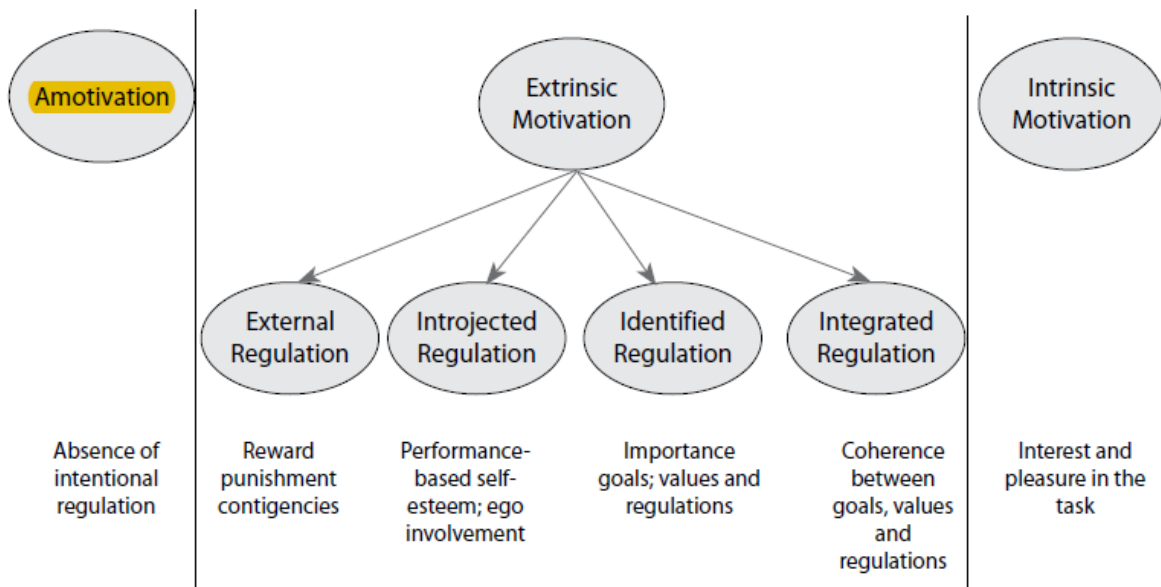 Amotivation
Extrinsic
Motivation
Intrinsic
Motivation
External
Regulation
Introjected
Regulation
Identified
Regulation
Integrated
Regulation
Absence of
intentional
regulation
Reward
punishment
contigencies
Performance-
based self-
esteem; ego
involvement
Importance
goals; values and
regulations
Coherence
between
goals, values
and
regulations
Interest and
pleasure in the
task